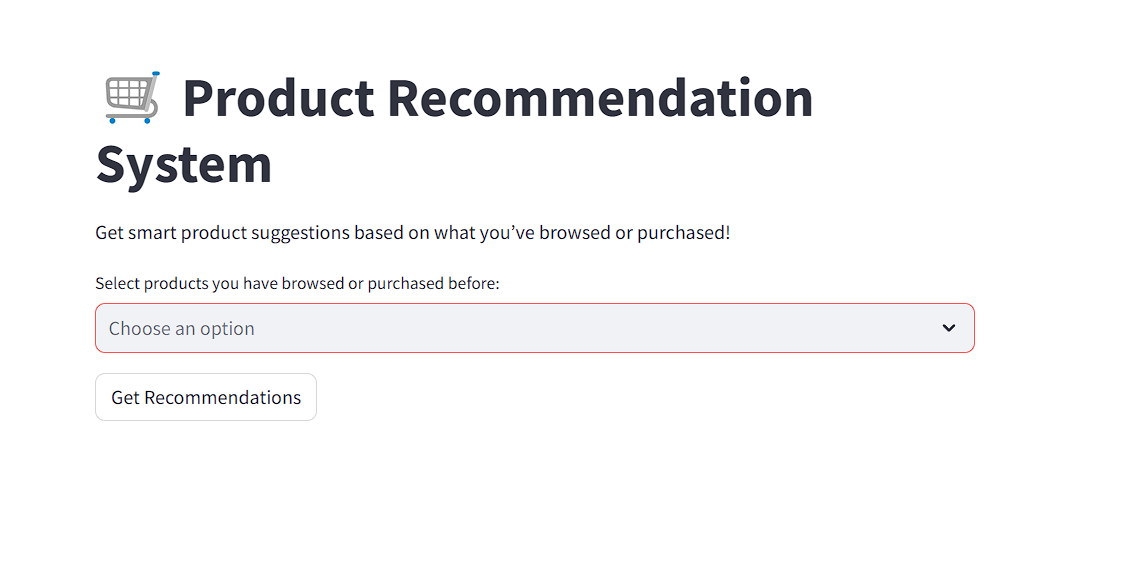 Product Recommendation
System
Get smart product suggestions based on what you’ve browsed or purchased!
Select products you have browsed or purchased before:
Choose an option
Get Recommendations